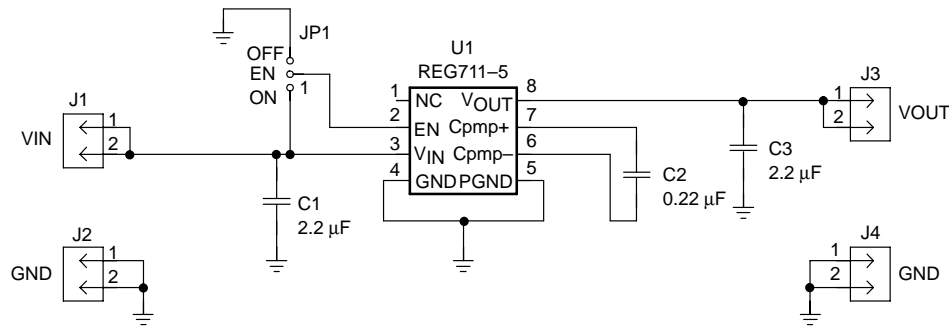 JP1
OFF
EN
ON
1
U1
REG711–5
1
NC
VOUT
8
2
EN
Cpmp+
7
3
VIN
Cpmp–
6
4
GND
PGND
5
J1
VIN
1
2
C1
2.2 μF
C2
0.22 μF
C3
2.2 μF
J3
1
2
VOUT
J2
GND
1
2
J4
1
2
GND